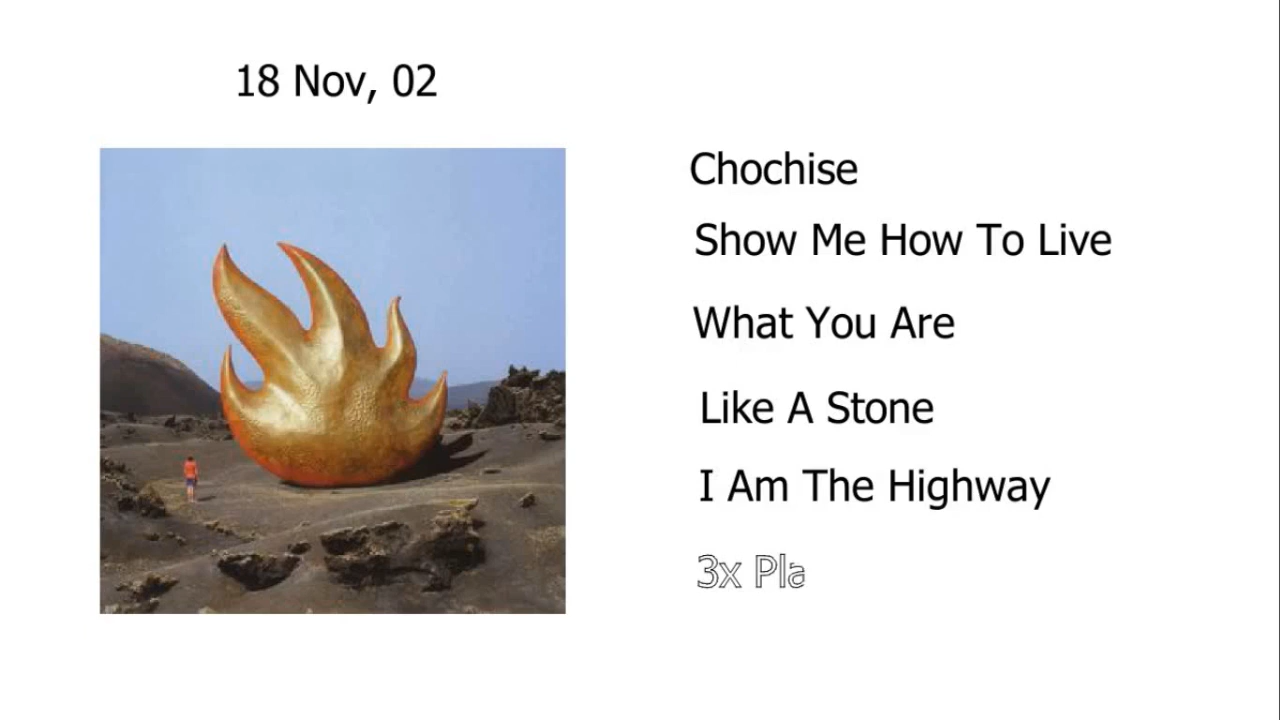 18 Nov, 02
Chochise
Show Me How To Live
What You Are
Like A Stone
I Am The Highway
3x Pla